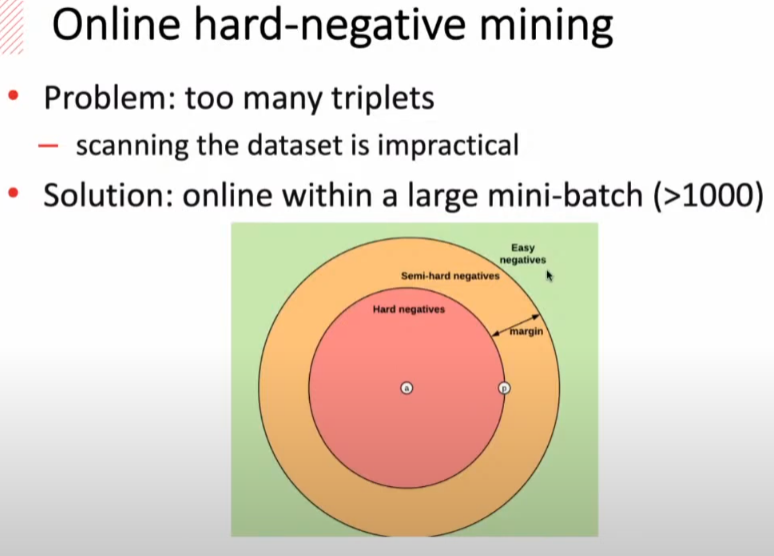 Online hard-negative mining
• Problem: too many triplets
– scanning the dataset is impractical
• Solution: online within a large mini-batch (>1000)
Easy
negatives
Semi-hard negatives
Hard negatives
margin
a
p